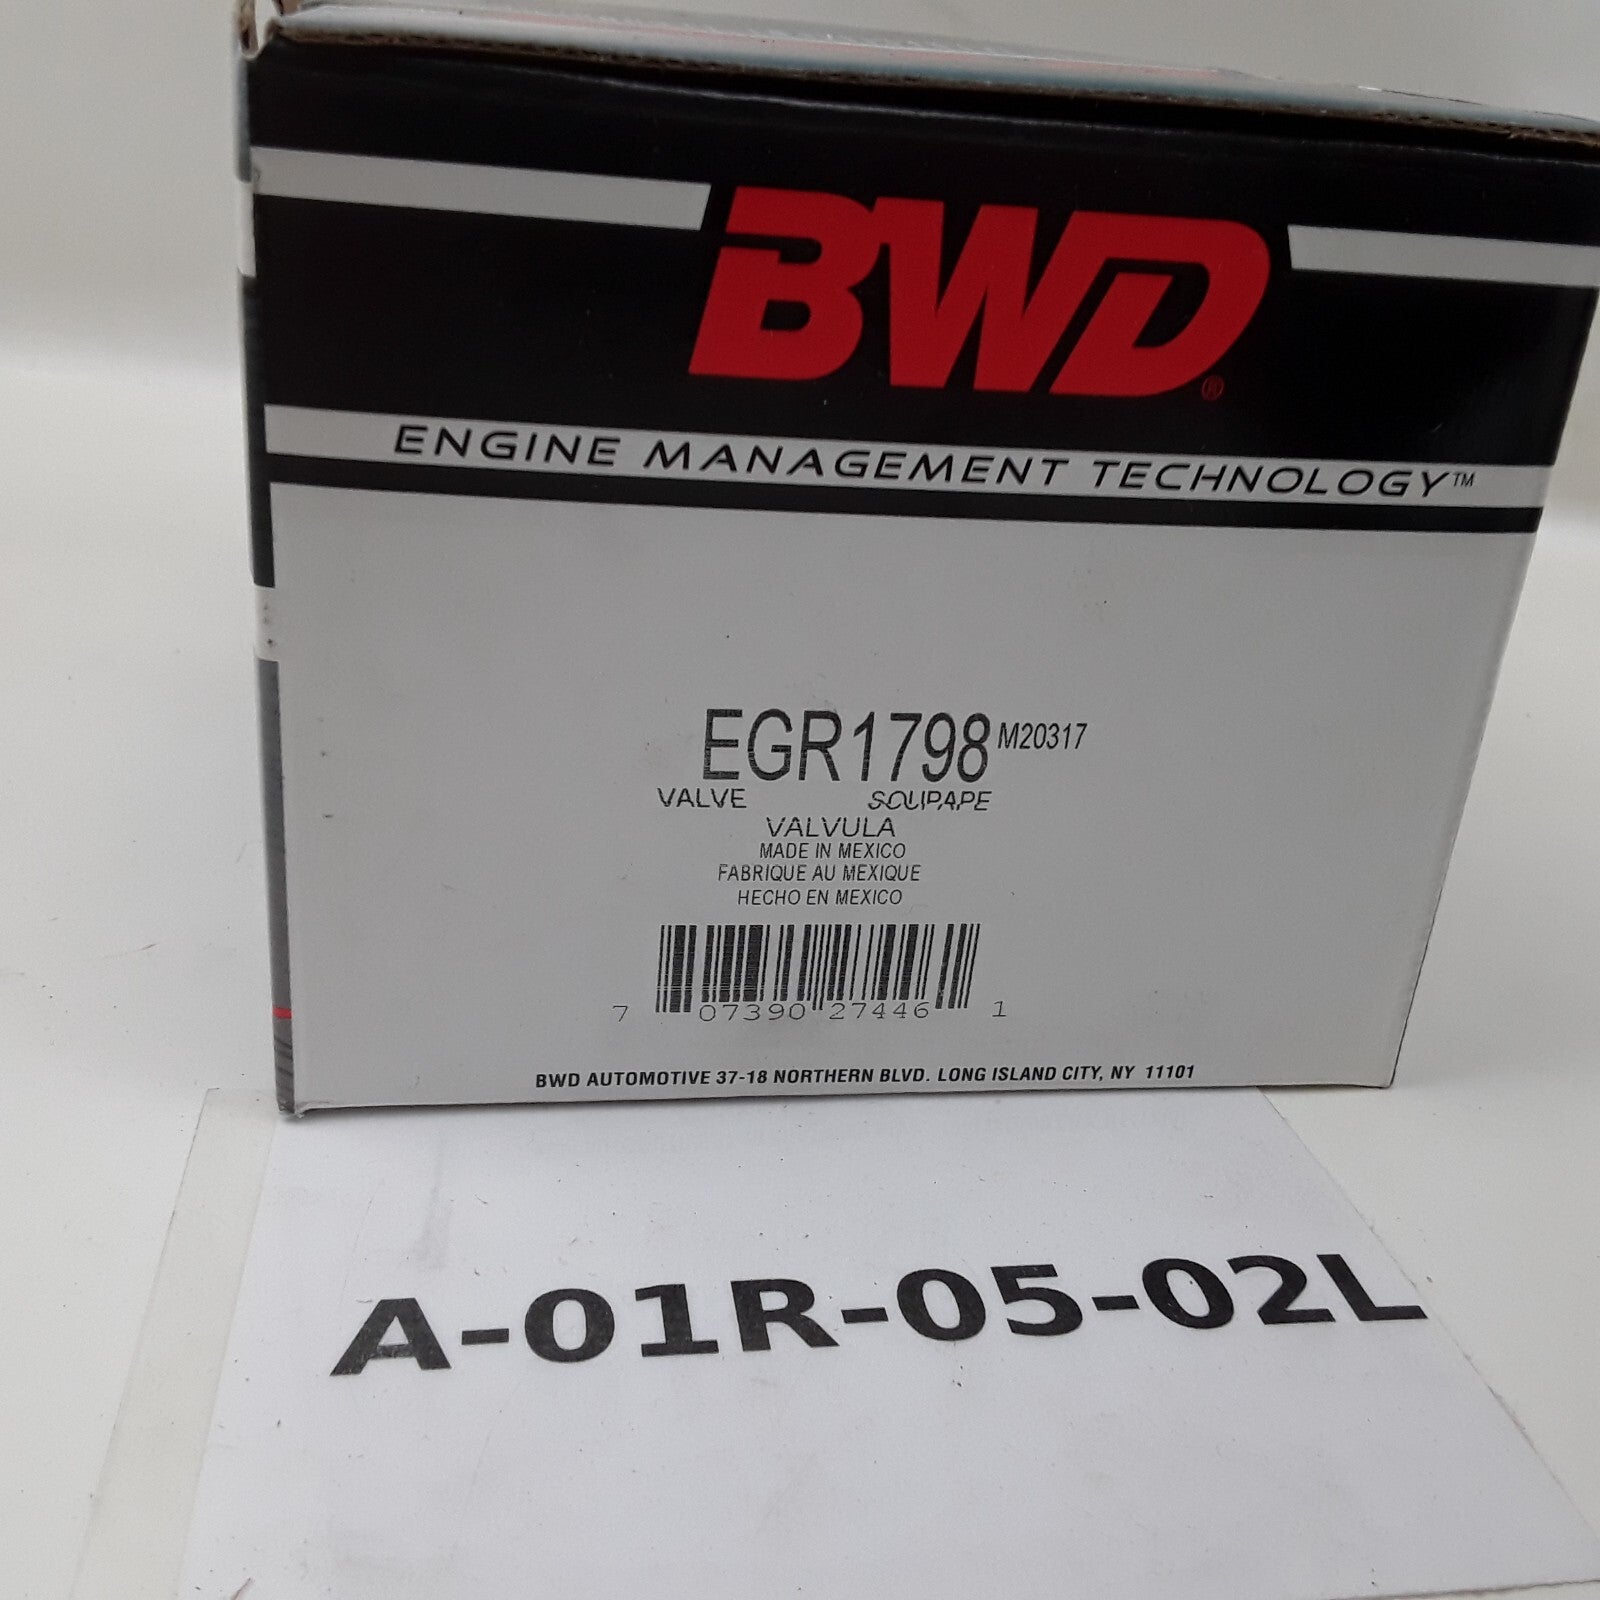 BWD®
ENGINE MANAGEMENT TECHNOLOGY™
EGR1798 M20317
VALVE SOUPAPE
VALVULA
MADE IN MEXICO
FABRIQUE AU MEXIQUE
HECHO EN MEXICO
7 07390 27446 1
BWD AUTOMOTIVE 37-18 NORTHERN BLVD. LONG ISLAND CITY, NY 11101
A-01R-05-02L